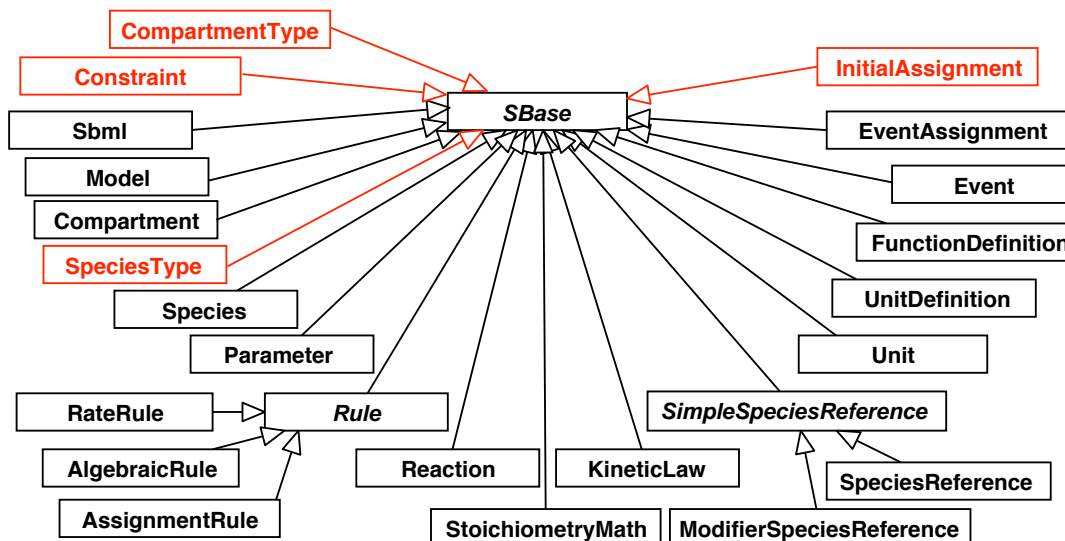 CompartmentType
Constraint
InitialAssignment
SBase
Sbml
EventAssignment
Model
Event
Compartment
FunctionDefinition
SpeciesType
UnitDefinition
Species
Parameter
Unit
RateRule
Rule
SimpleSpeciesReference
AlgebraicRule
Reaction
KineticLaw
SpeciesReference
AssignmentRule
StoichiometryMath
ModifierSpeciesReference